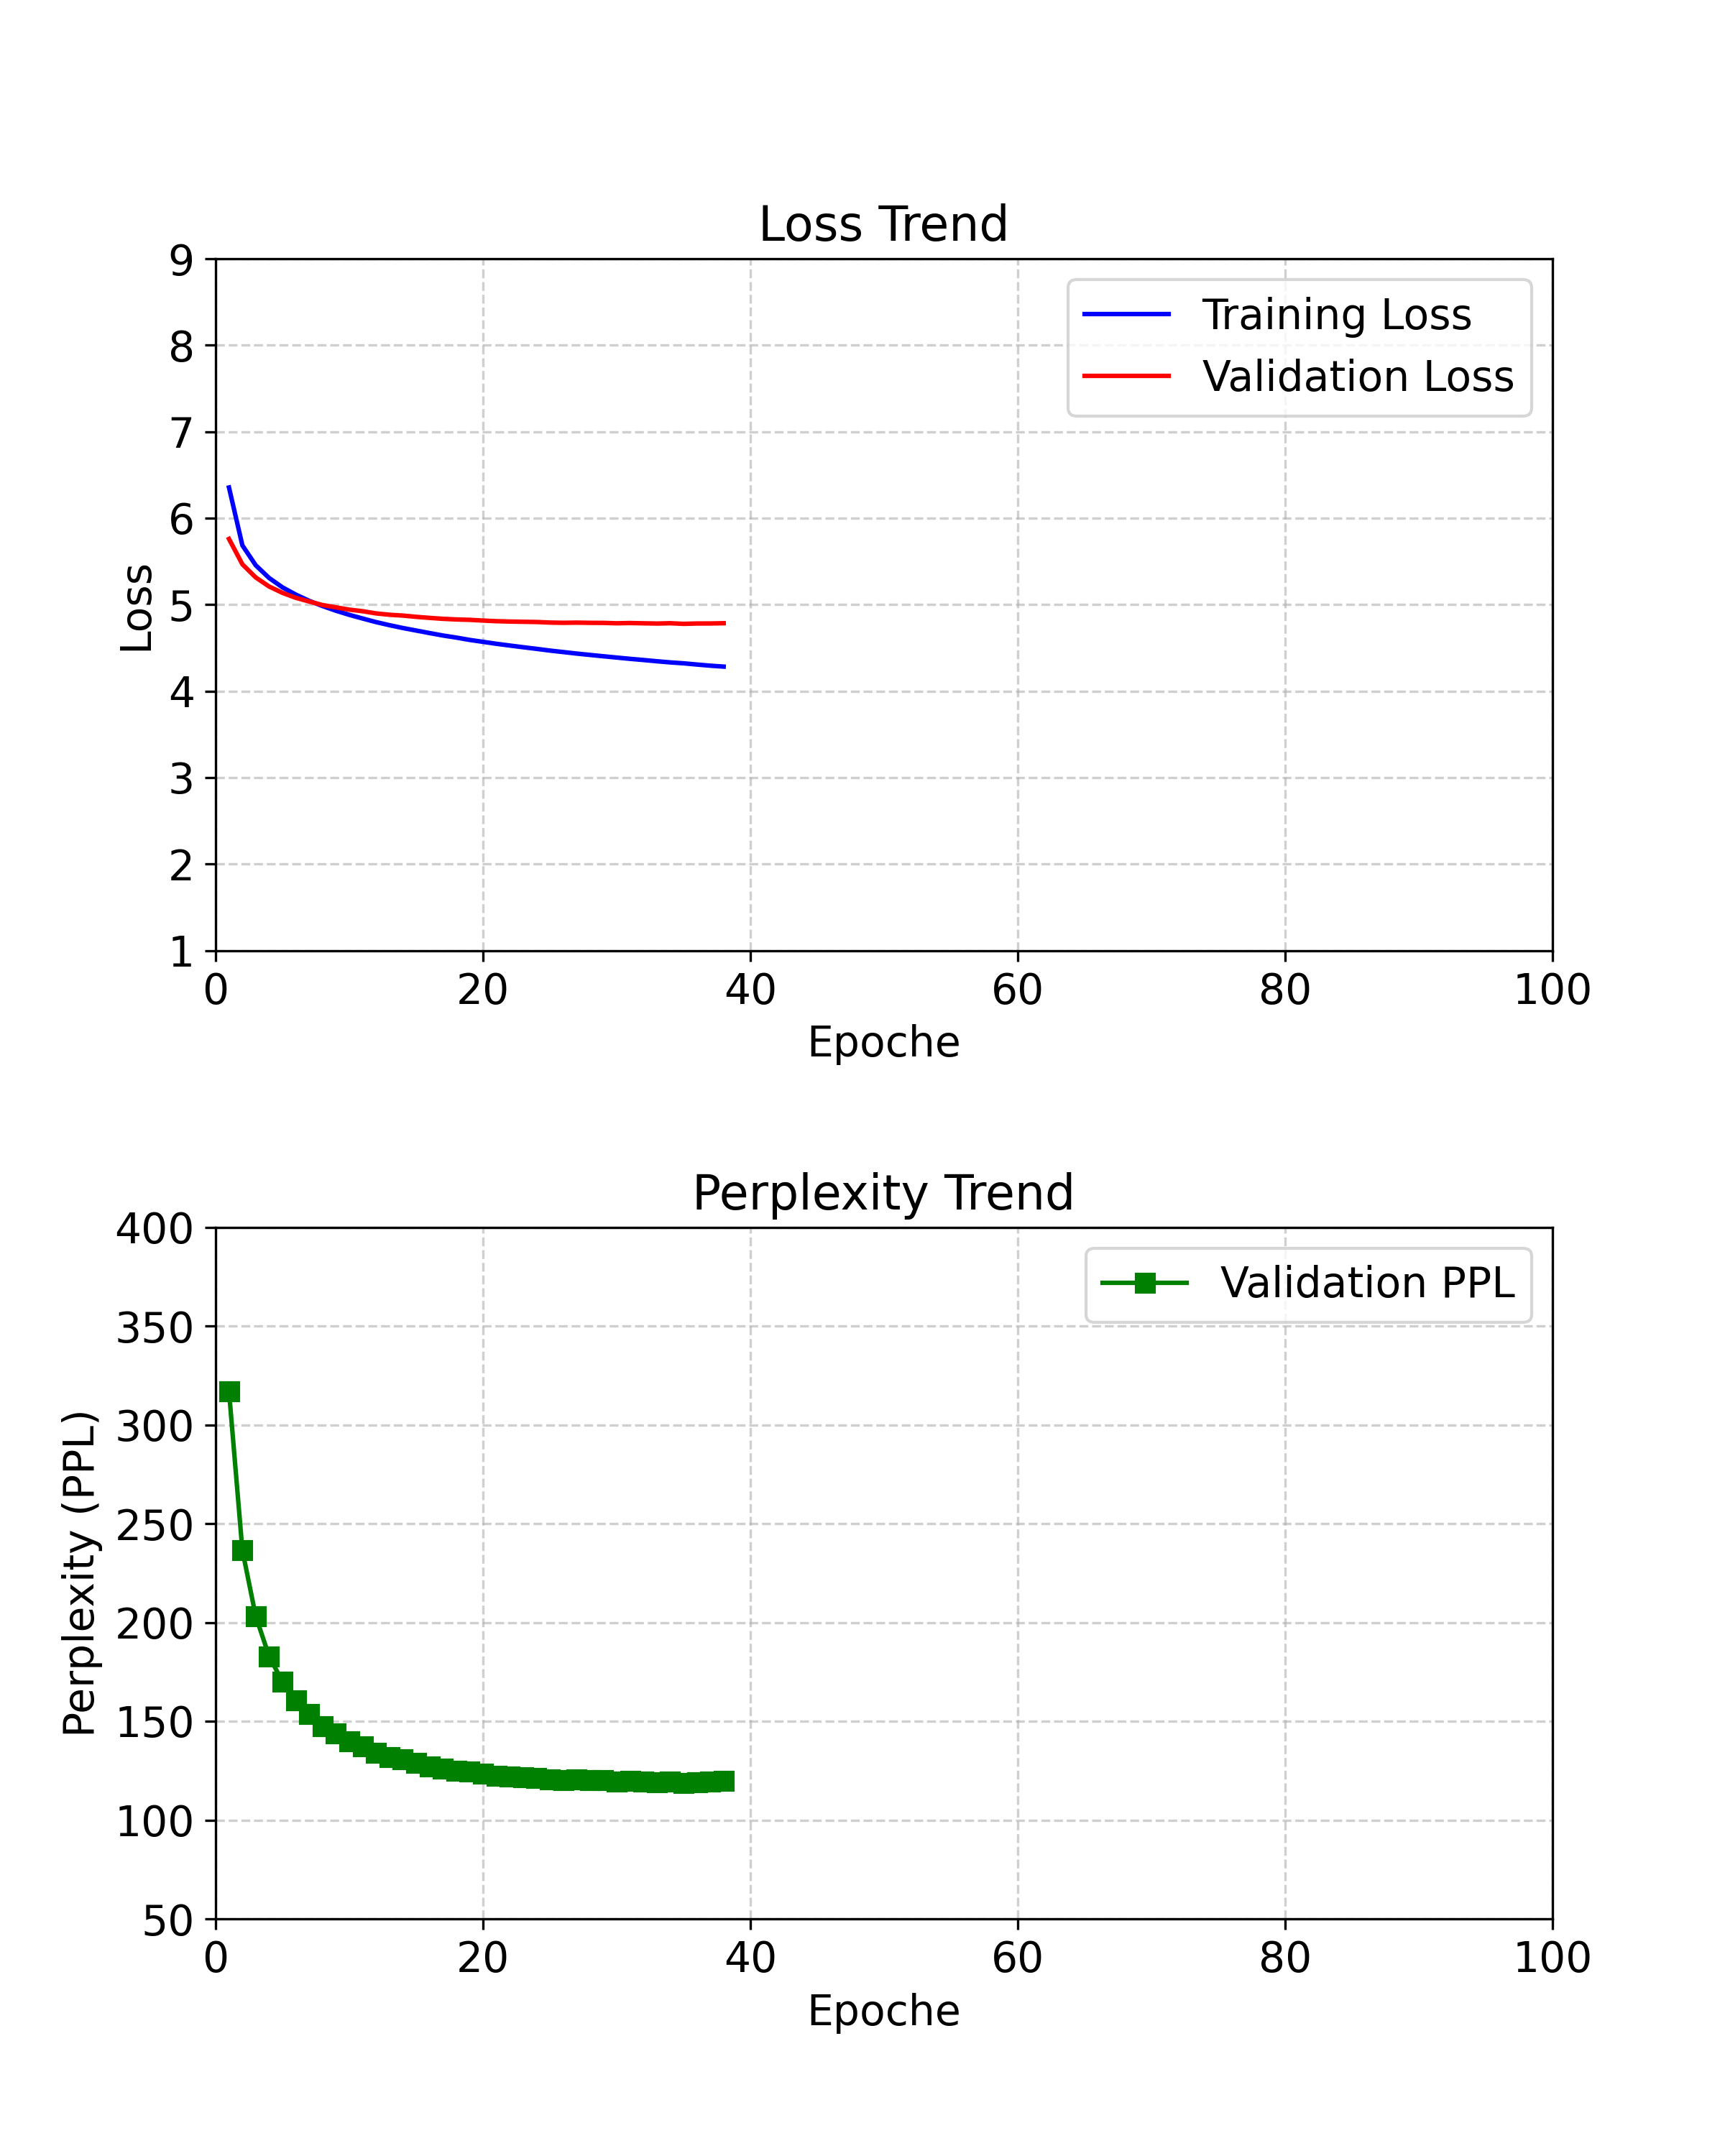 Loss Trend
9
8
7
6
5
4
3
2
1
Loss
Training Loss
Validation Loss
0 20 40 60 80 100
Epoche
Perplexity Trend
400
350
300
250
200
150
100
50
Perplexity (PPL)
Validation PPL
0 20 40 60 80 100
Epoche